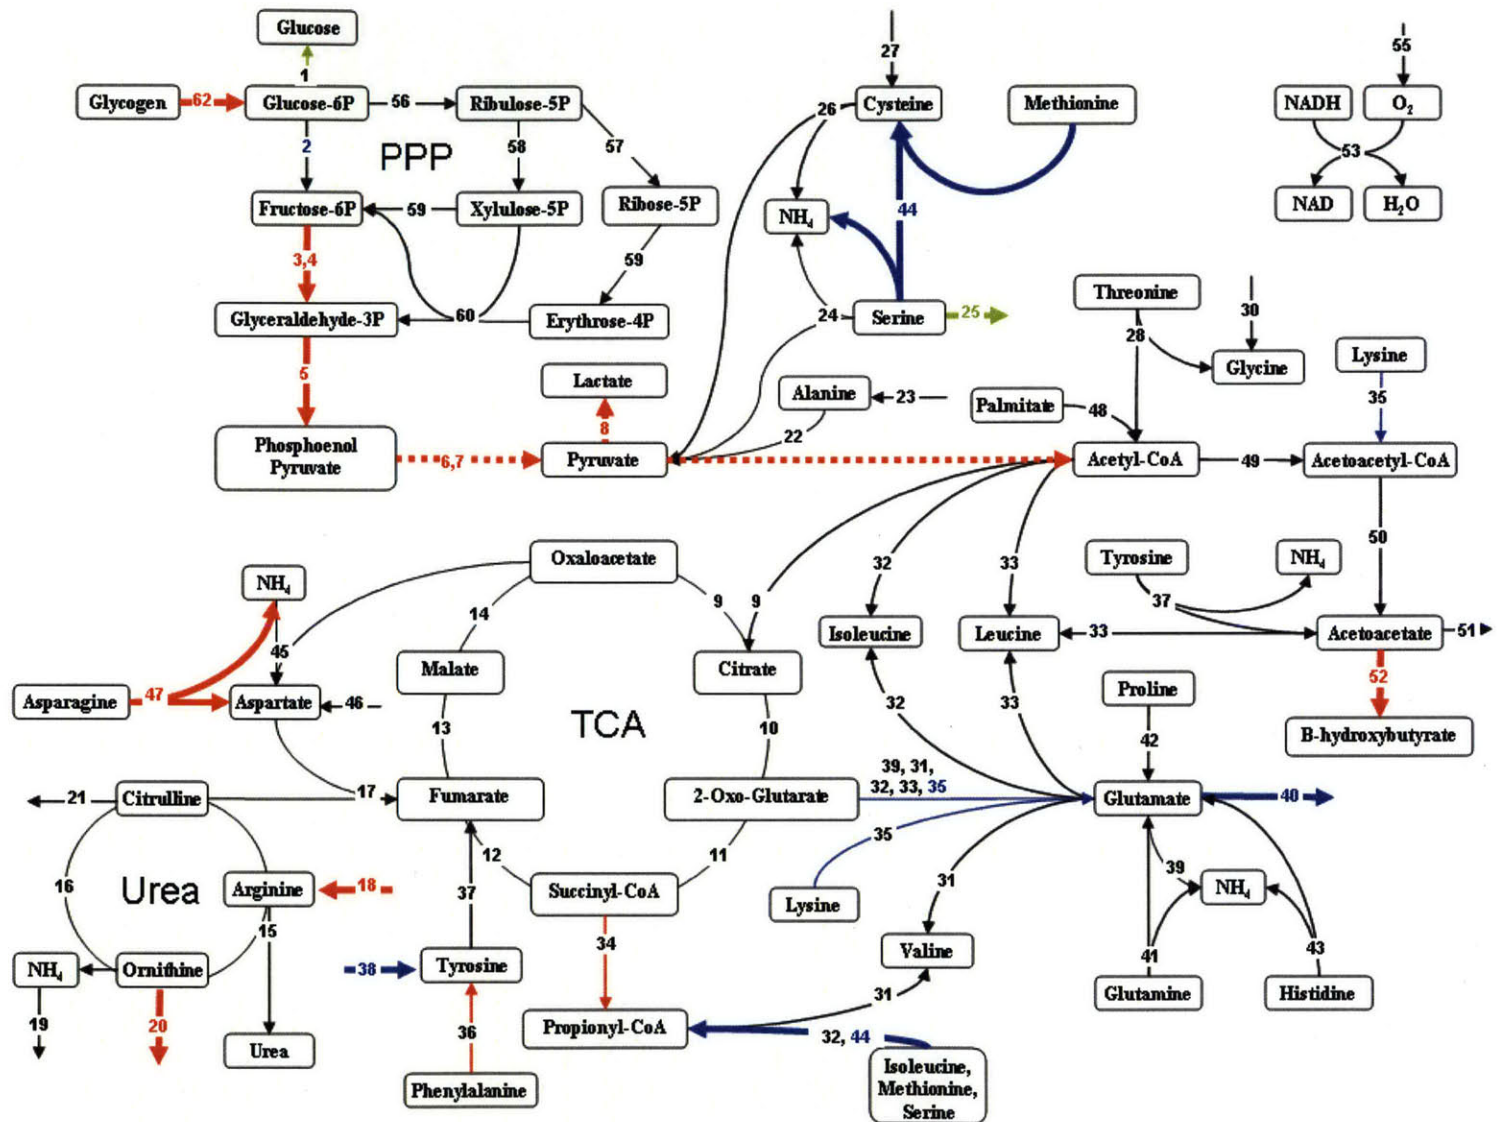 Glucose
1
27
55
Glycogen
62
Glucose-6P
56
Ribulose-5P
26
Cysteine
Methionine
NADH
O₂
2
PPP
58
57
53
Fructose-6P
59
Xylulose-5P
Ribose-5P
NH₄
44
NAD
H₂O
3,4
59
Glyceraldehyde-3P
60
Erythrose-4P
24
Serine
25
Threonine
30
28
Glycine
Lysine
5
Lactate
Alanine
23
Palmitate
48
35
8
22
Phosphoenol
Pyruvate
6,7
Pyruvate
Acetyl-CoA
49
Acetoacetyl-CoA
50
Oxaloacetate
32
33
Tyrosine
NH₄
NH₄
14
9
9
37
45
Malate
Citrate
Isoleucine
Leucine
33
Acetoacetate
51
Asparagine
47
Aspartate
46
TCA
13
10
32
33
Proline
52
B-hydroxybutyrate
42
39, 31,
32, 33, 35
21
Citrulline
17
Fumarate
2-Oxo-Glutarate
Glutamate
40
35
12
11
16
Urea
Arginine
18
37
Succinyl-CoA
Lysine
31
39
NH₄
15
34
Valine
41
43
NH₄
Ornithine
38
Tyrosine
Glutamine
Histidine
31
19
20
Urea
36
Propionyl-CoA
32, 44
Phenylalanine
Isoleucine,
Methionine,
Serine